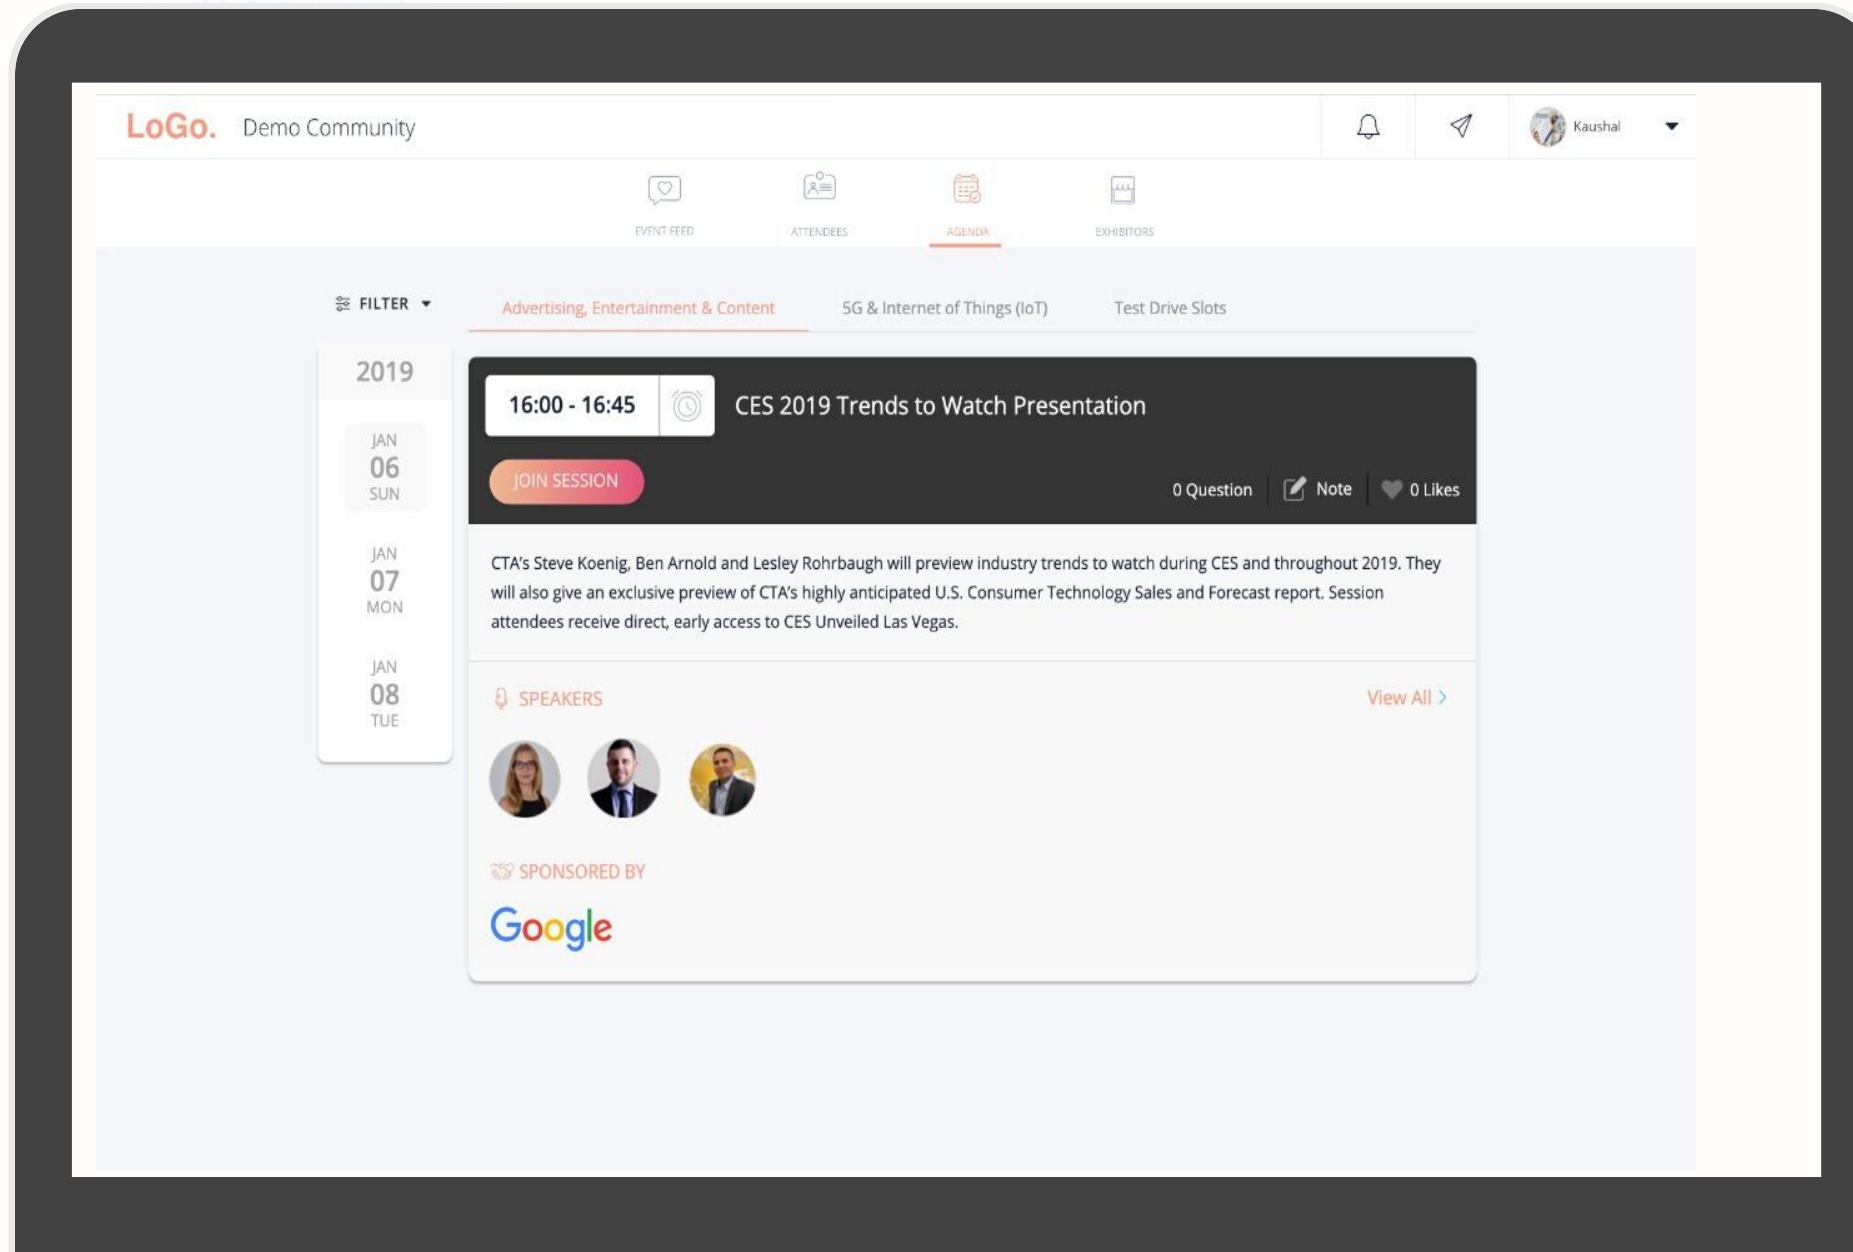 LoGo. Demo Community
Kaushal
EVENT FEED ATTENDEES AGENDA EXHIBITORS
FILTER
Advertising, Entertainment & Content 5G & Internet of Things (IoT) Test Drive Slots
2019
JAN
06
SUN
JAN
07
MON
JAN
08
TUE
16:00 - 16:45 CES 2019 Trends to Watch Presentation
JOIN SESSION
0 Question Note 0 Likes
CTA's Steve Koenig, Ben Arnold and Lesley Rohrbaugh will preview industry trends to watch during CES and throughout 2019. They
will also give an exclusive preview of CTA's highly anticipated U.S. Consumer Technology Sales and Forecast report. Session
attendees receive direct, early access to CES Unveiled Las Vegas.
SPEAKERS View All >
SPONSORED BY
Google